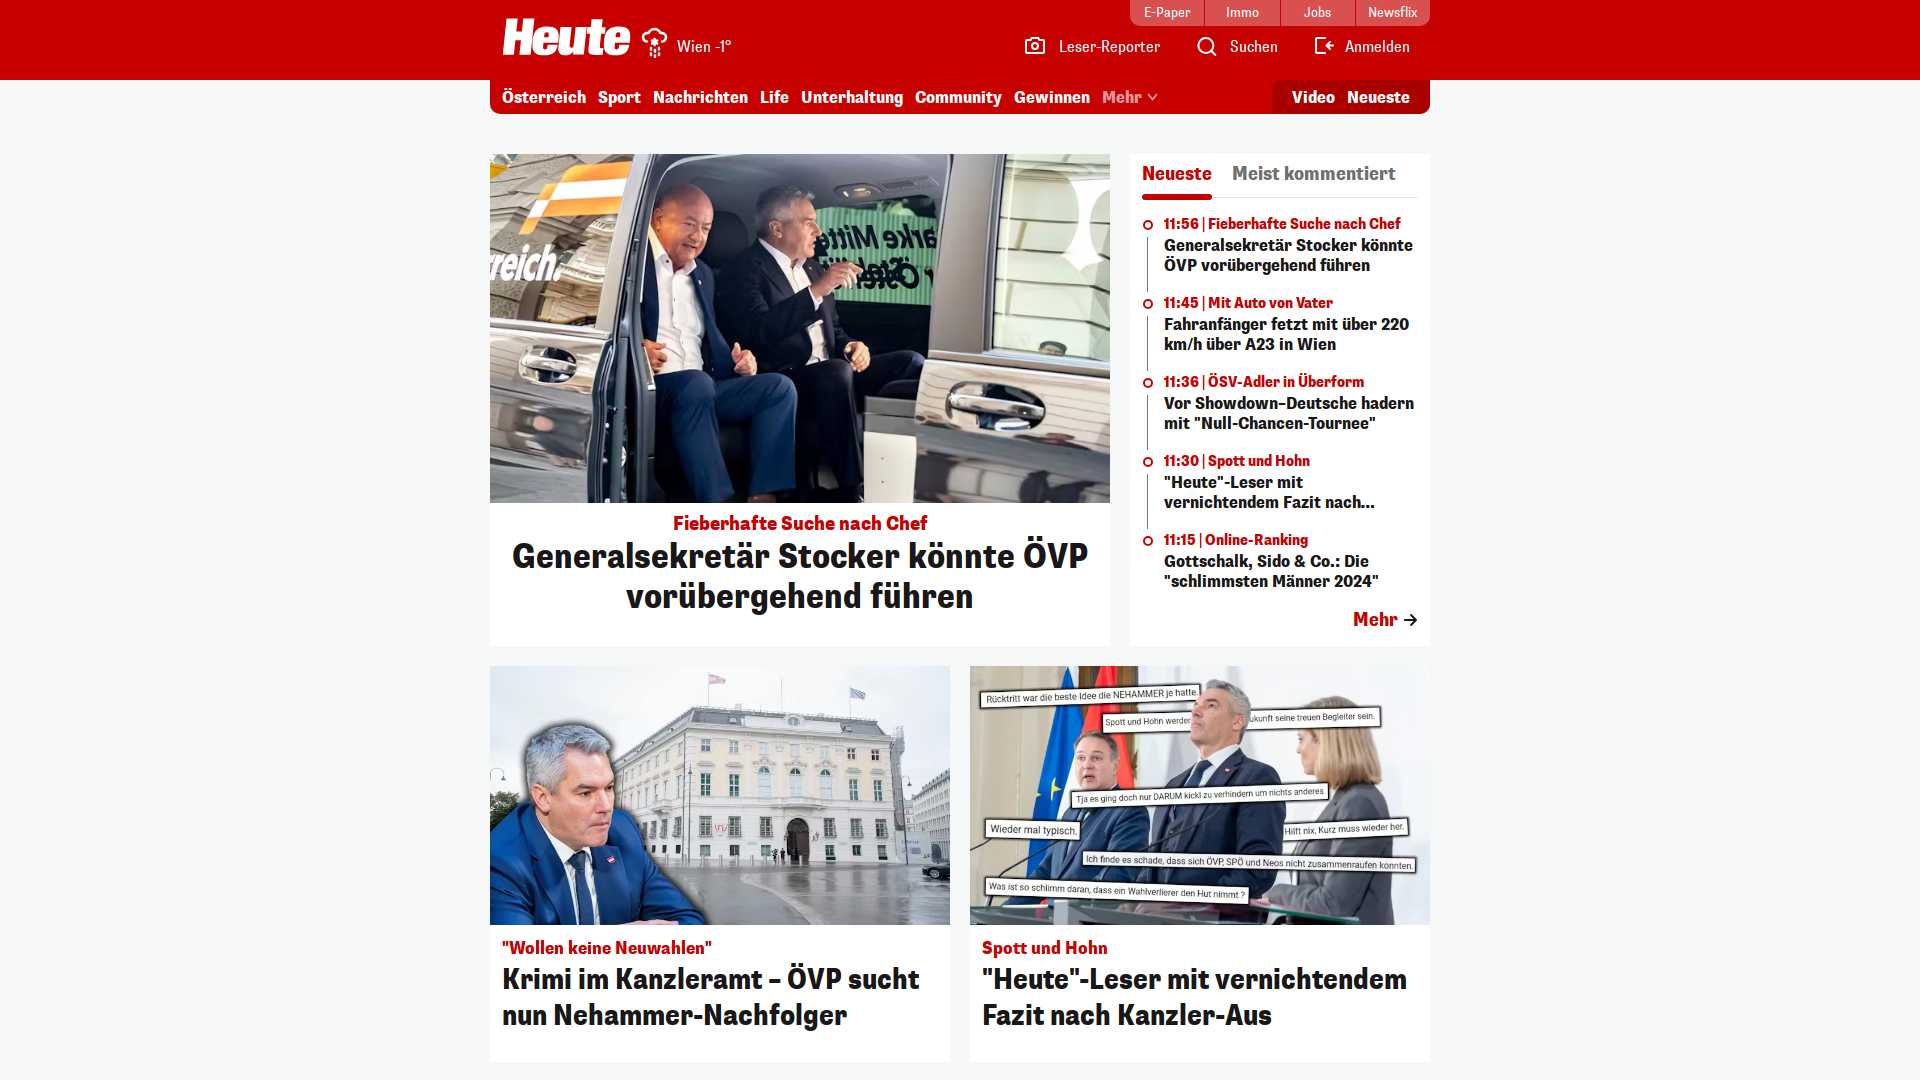 E-Paper
Immo
Jobs
Newsflix
Heute
Wien -1°
Leser-Reporter
Suchen
Anmelden
Österreich
Sport
Nachrichten
Life
Unterhaltung
Community
Gewinnen
Mehr
Video
Neueste
reich.
Fieberhafte Suche nach Chef
Generalsekretär Stocker könnte ÖVP
vorübergehend führen
Neueste
Meist kommentiert
11:56 | Fieberhafte Suche nach Chef
Generalsekretär Stocker könnte
ÖVP vorübergehend führen
11:45 | Mit Auto von Vater
Fahranfänger fetzt mit über 220
km/h über A23 in Wien
11:36 | ÖSV-Adler in Überform
Vor Showdown–Deutsche hadern
mit "Null-Chancen-Tournee"
11:30 | Spott und Hohn
"Heute"-Leser mit
vernichtendem Fazit nach...
11:15 | Online-Ranking
Gottschalk, Sido & Co.: Die
"schlimmsten Männer 2024"
Mehr
"Wollen keine Neuwahlen"
Krimi im Kanzleramt – ÖVP sucht
nun Nehammer-Nachfolger
Rücktritt war die beste Idee die NEHAMMER je hatte.
Spott und Hohn werden ukunft seine treuen Begleiter sein.
Tja es ging doch nur DARUM kickl zu verhindern um nichts anderes
Wieder mal typisch.
Hilft nix, Kurz muss wieder her.
Ich finde es schade, dass sich ÖVP, SPÖ und Neos nicht zusammenraufen konnten.
Was ist so schlimm daran, dass ein Wahlverlierer den Hut nimmt ?
Spott und Hohn
"Heute"-Leser mit vernichtendem
Fazit nach Kanzler-Aus